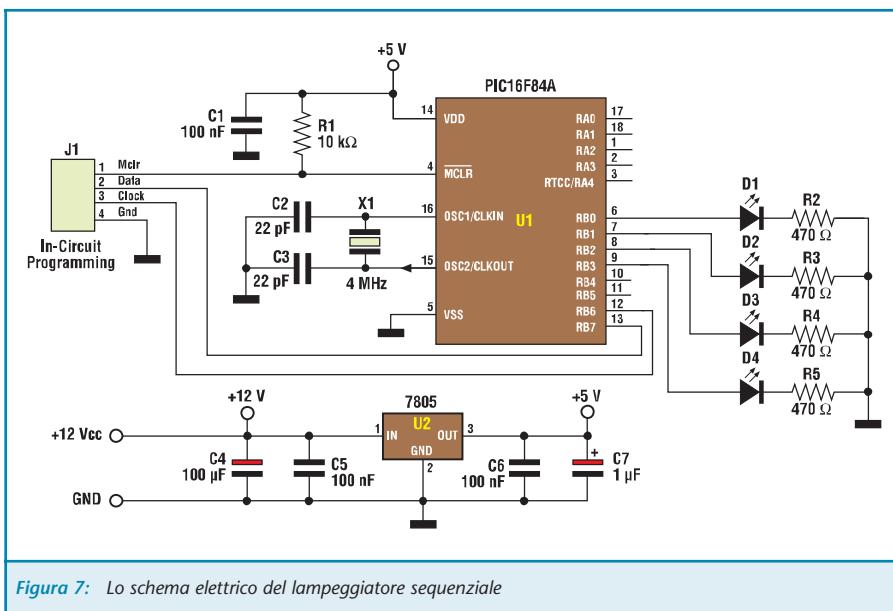 +5 V
PIC16F84A
C1
100 nF
R1
10 kΩ
14
VDD
J1
1 Mclr
2 Data
3 Clock
4 Gnd
In-Circuit
Programming
4
MCLR
C2
22 pF
X1
16
OSC1/CLKIN
U1
C3
22 pF
4 MHz
15
OSC2/CLKOUT
5
VSS
RA0
17
RA1
18
RA2
1
RA3
2
RTCC/RA4
3
RB0
6
RB1
7
RB2
8
RB3
9
RB4
10
RB5
11
RB6
12
RB7
13
D1
R2
470 Ω
D2
R3
470 Ω
D3
R4
470 Ω
D4
R5
470 Ω
+12 V
7805
+5 V
+12 Vcc
1
IN
U2
OUT
3
GND
2
C4
100 µF
C5
100 nF
C6
100 nF
+
C7
1 µF
GND
Figura 7: Lo schema elettrico del lampeggiatore sequenziale